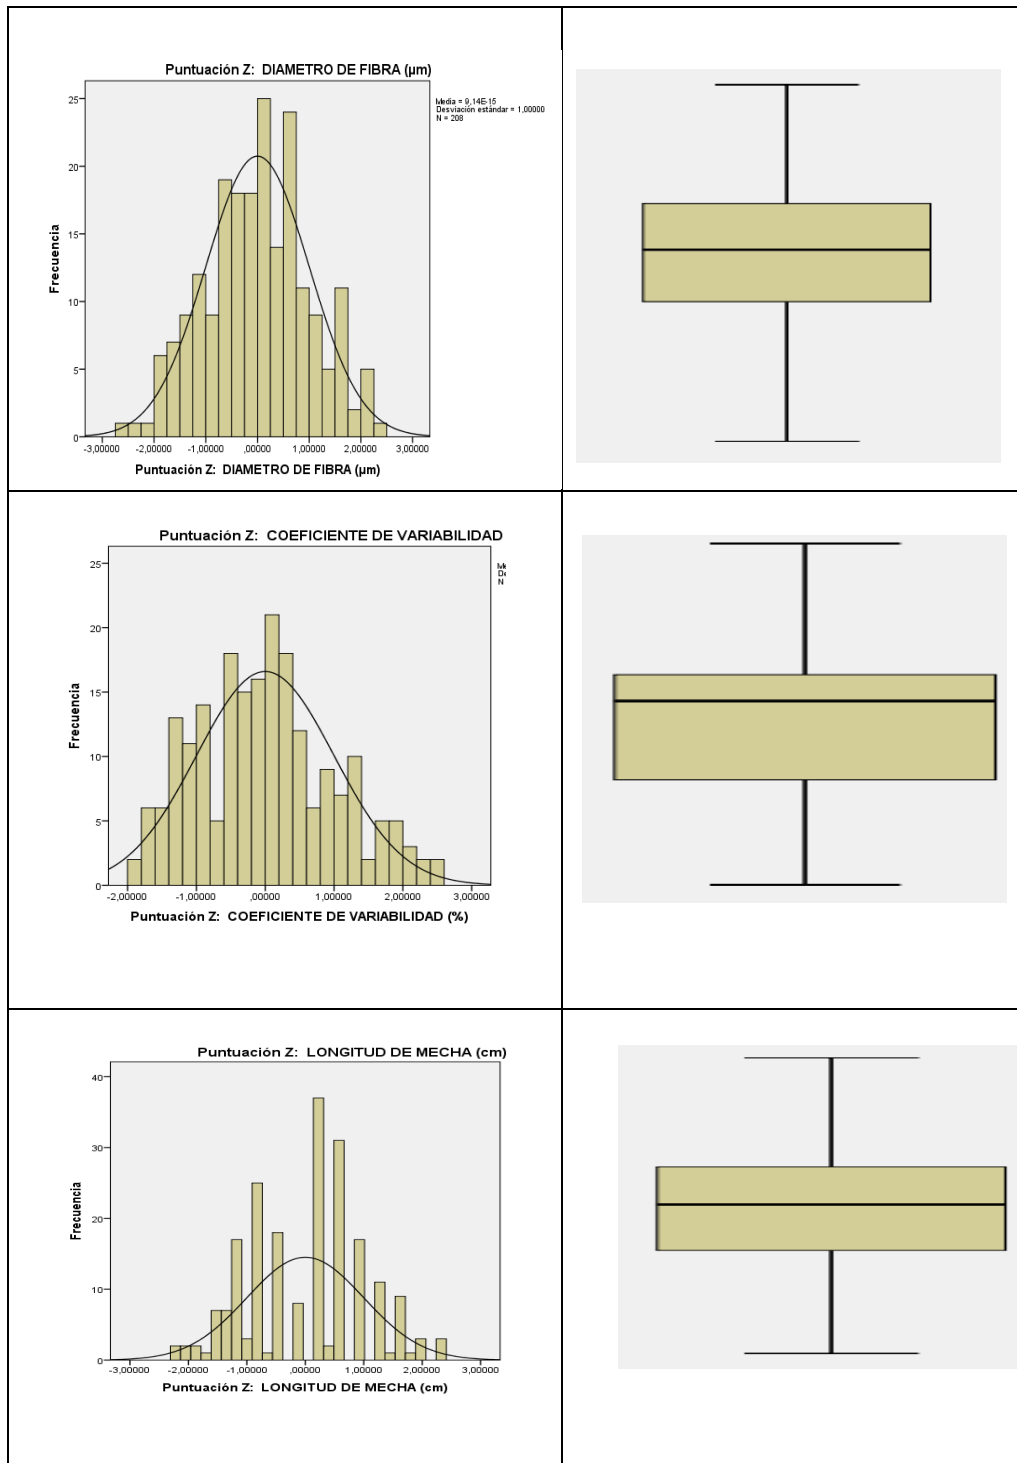 Puntuación Z: DIAMETRO DE FIBRA (µm)
Media = 9,14E-15
Desviación estándar = 1,00000
N = 208
Frecuencia
25
20
15
10
5
0
-3,00000 -2,00000 -1,00000 ,00000 1,00000 2,00000 3,00000
Puntuación Z: DIAMETRO DE FIBRA (µm)
Puntuación Z: COEFICIENTE DE VARIABILIDAD
N
Frecuencia
25
20
15
10
5
0
-2,00000 -1,00000 ,00000 1,00000 2,00000 3,00000
Puntuación Z: COEFICIENTE DE VARIABILIDAD (%)
Puntuación Z: LONGITUD DE MECHA (cm)
Frecuencia
40
30
20
10
0
-3,00000 -2,00000 -1,00000 ,00000 1,00000 2,00000 3,00000
Puntuación Z: LONGITUD DE MECHA (cm)